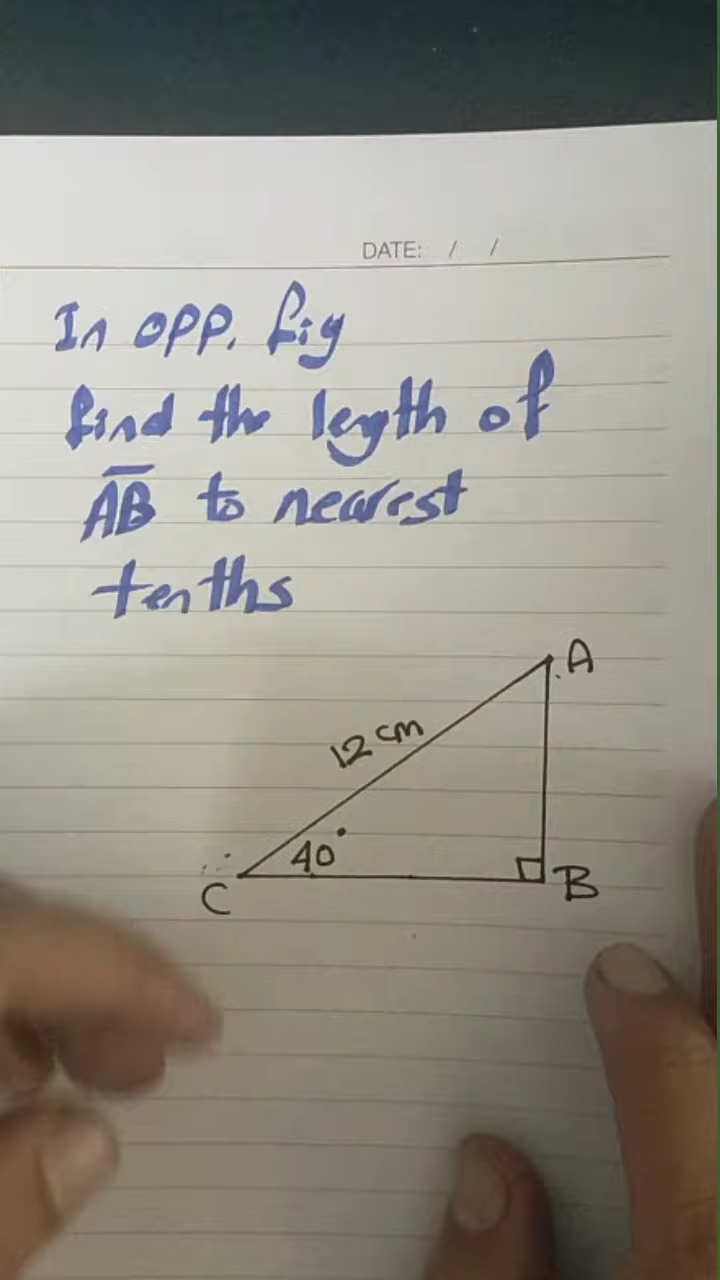 DATE: / /
In opp. fig
find the length of
AB to nearest
tenths
A
12 cm
40°
C
B